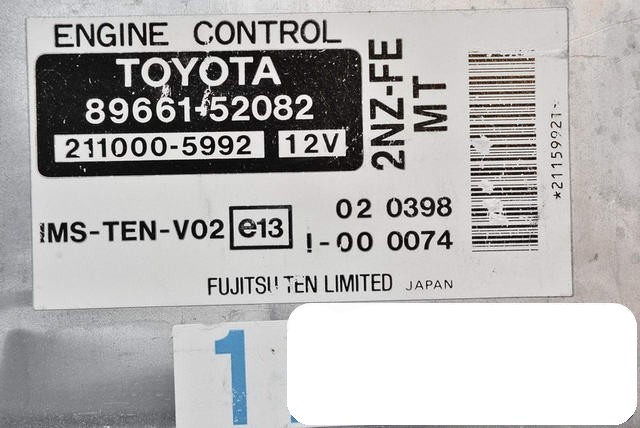 ENGINE CONTROL
TOYOTA
89661-52082
211000-5992 12V
2NZ-FE
MT
*21159921-
MS-TEN-V02 e13
02 0398
-00 0074
FUJITSU TEN LIMITED JAPAN
1